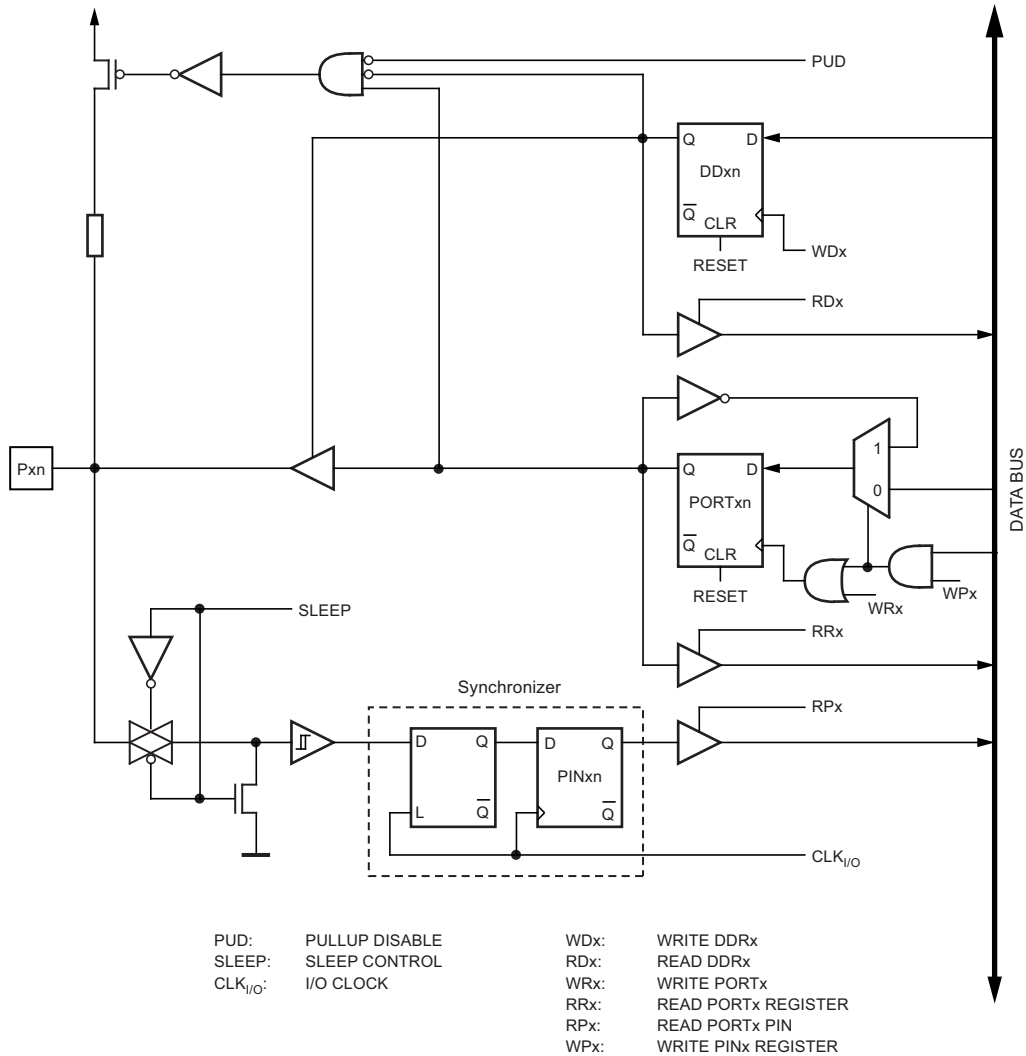 PUD
Q D
DDxn
Q
CLR
RESET
WDx
RDx
1
Pxn
Q D
PORTxn
0
Q
CLR
RESET
WRx
WPx
DATA BUS
SLEEP
RRx
Synchronizer
RPx
D Q
D Q
PINxn
L Q
Q
CLKI/O
PUD: PULLUP DISABLE
SLEEP: SLEEP CONTROL
CLKI/O: I/O CLOCK
WDx: WRITE DDRx
RDx: READ DDRx
WRx: WRITE PORTx
RRx: READ PORTx REGISTER
RPx: READ PORTx PIN
WPx: WRITE PINx REGISTER